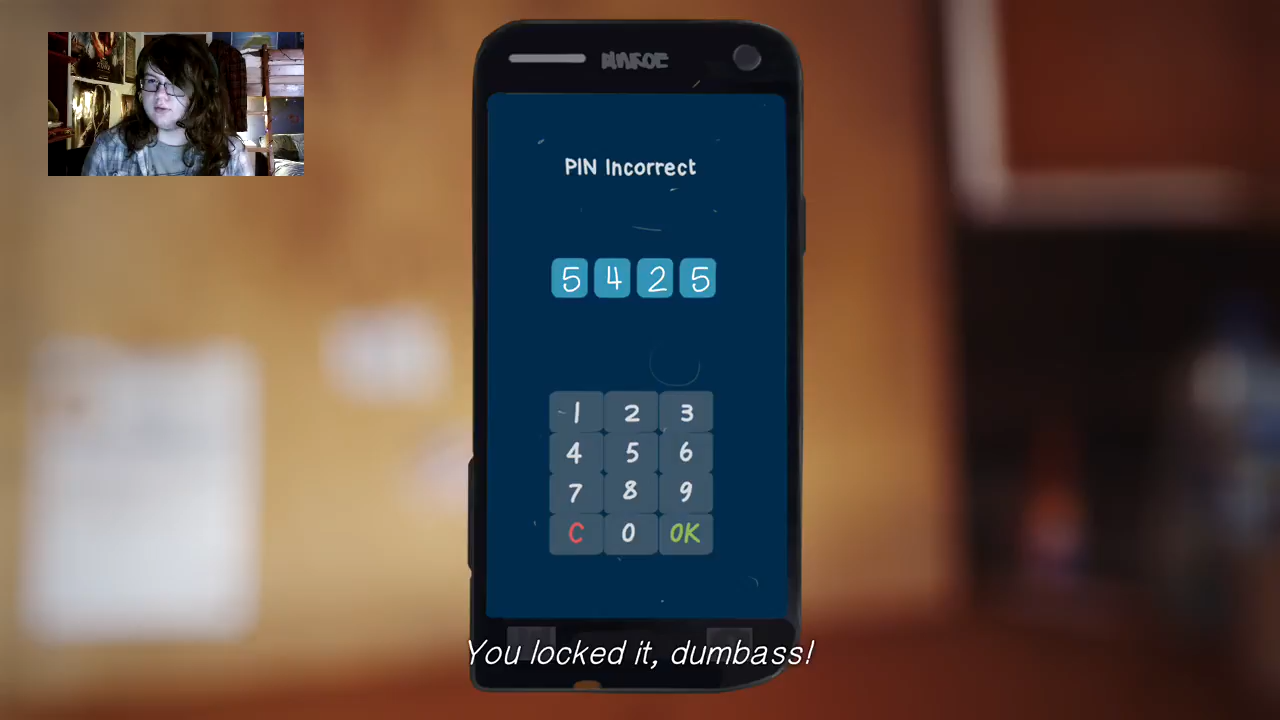 PIN Incorrect
5 4 2 5
1 2 3
4 5 6
7 8 9
C 0 OK
You locked it, dumbass!